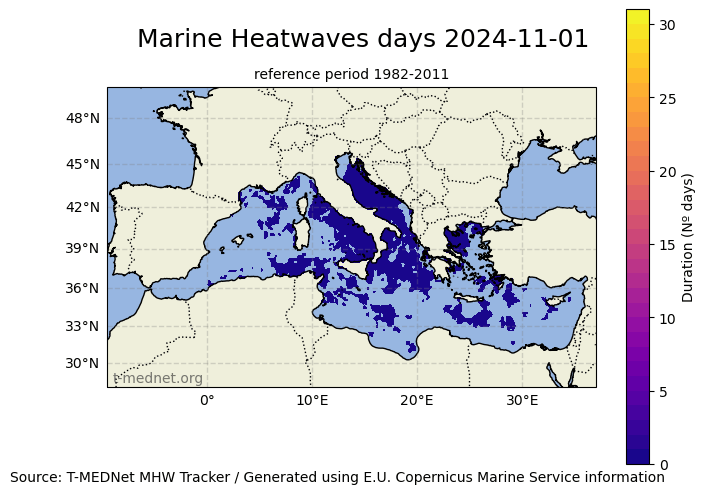 Marine Heatwaves days 2024-11-01
reference period 1982-2011
48°N
45°N
42°N
39°N
36°N
33°N
30°N
t-mednet.org
0°
10°E
20°E
30°E
30
25
20
15
10
5
0
Duration (Nº days)
Source: T-MEDNet MHW Tracker / Generated using E.U. Copernicus Marine Service information